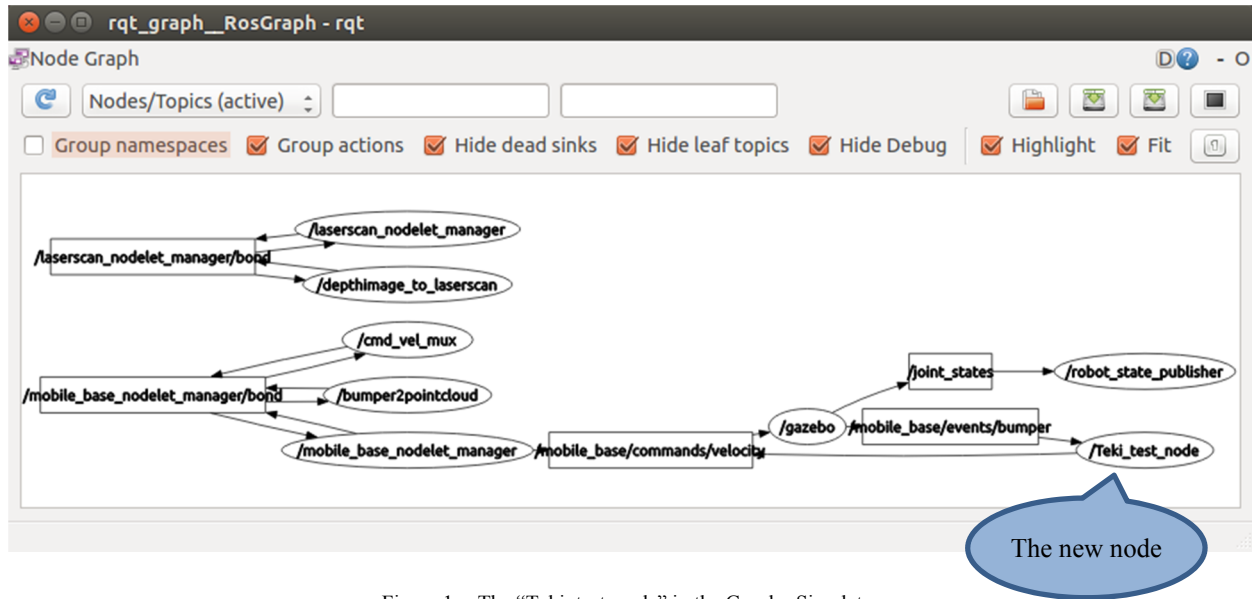 rqt_graph__RosGraph - rqt
Node Graph
D ? - O
Nodes/Topics (active)
Group namespaces Group actions Hide dead sinks Hide leaf topics Hide Debug Highlight Fit
/laserscan_nodelet_manager
/laserscan_nodelet_manager/bond
/depthimage_to_laserscan
/cmd_vel_mux
/joint_states /robot_state_publisher
/mobile_base_nodelet_manager/bond /bumper2pointcloud
/gazebo /mobile_base/events/bumper
/mobile_base_nodelet_manager /mobile_base/commands/velocity /Teki_test_node
The new node